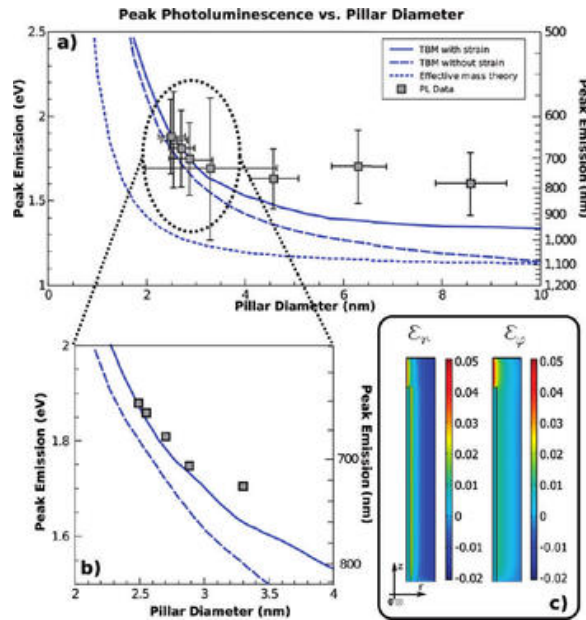 Peak Photoluminescence vs. Pillar Diameter
a)
2.5
2
1.5
1
Peak Emission (eV)
TBM with strain
TBM without strain
Effective mass theory
PL Data
500
600
700
800
900
1,000
1,100
1,200
Peak Emission (nm)
0
2
4
6
8
10
Pillar Diameter (nm)
2
1.8
1.6
Peak Emission (eV)
b)
700
800
Peak Emission (nm)
2
2.5
3
3.5
4
Pillar Diameter (nm)
ℰr
ℰφ
0.05
0.04
0.03
0.02
0.01
0
-0.01
-0.02
0.05
0.04
0.03
0.02
0.01
0
-0.01
-0.02
z
r
φ
c)